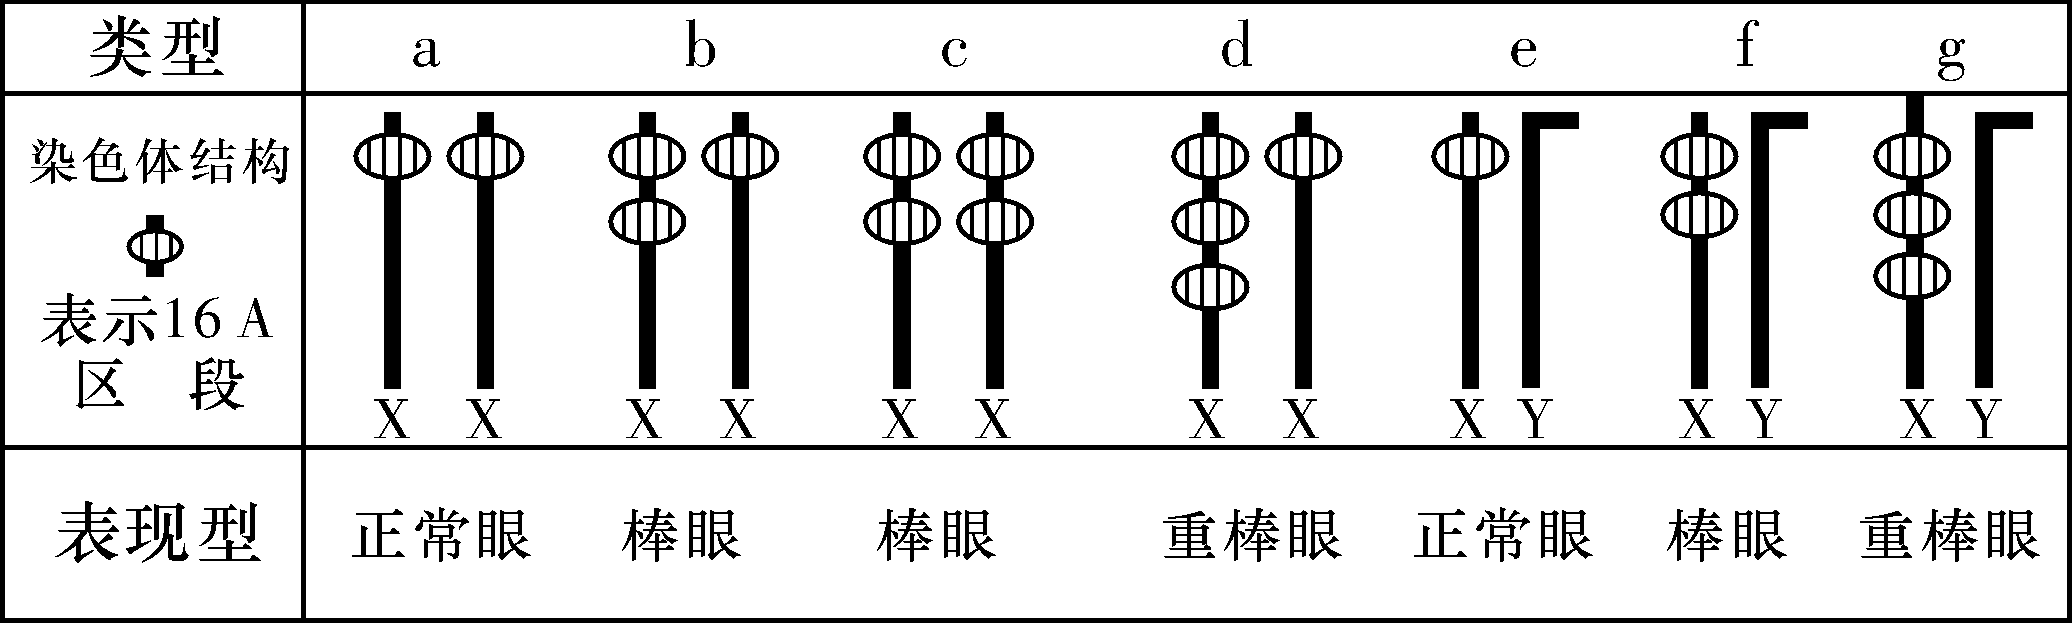 类型 a b c d e f g
染色体结构
表示16 A
区 段
X X X X X X X X X Y X Y X Y
表现型 正常眼 棒眼 棒眼 重棒眼 正常眼 棒眼 重棒眼